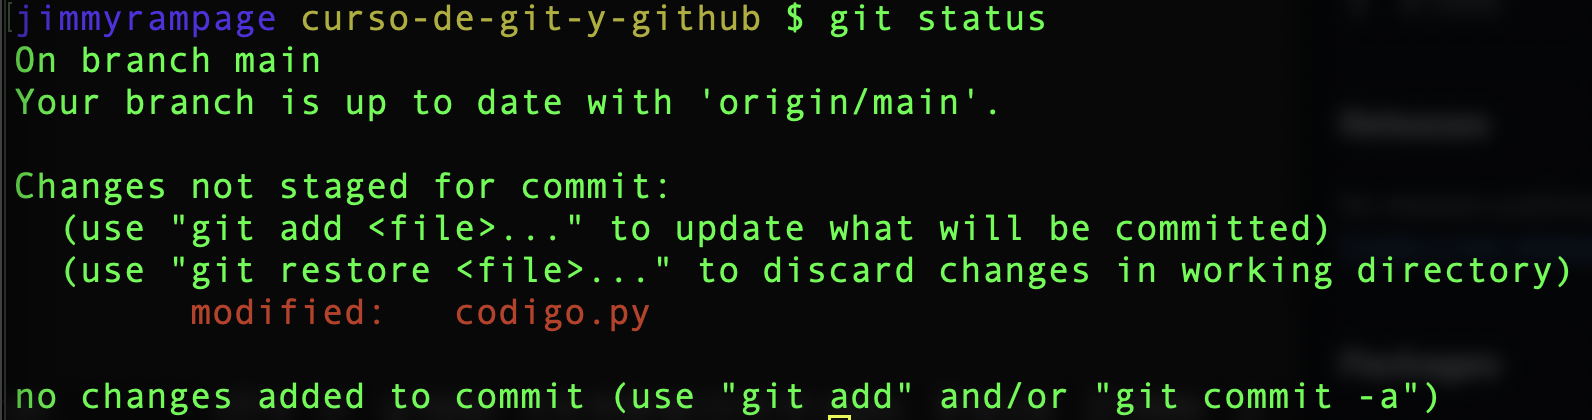 jimmyrampage curso-de-git-y-github $ git status
On branch main
Your branch is up to date with 'origin/main'.
Changes not staged for commit:
  (use "git add <file>..." to update what will be committed)
  (use "git restore <file>..." to discard changes in working directory)
        modified:   codigo.py
no changes added to commit (use "git add" and/or "git commit -a")